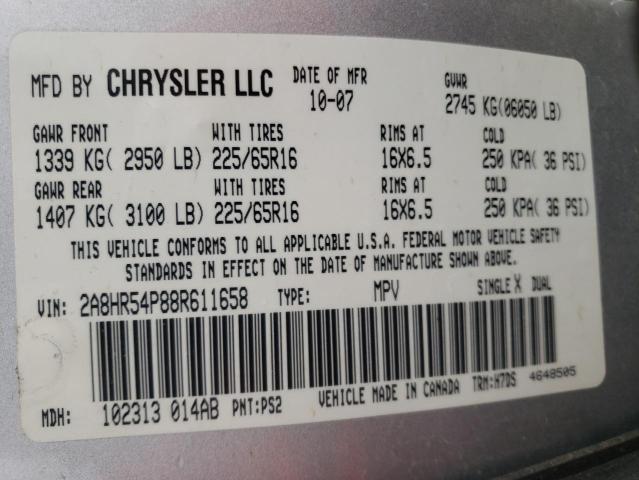 MFD BY CHRYSLER LLC DATE OF MFR GVWR
10-07 2745 KG(06050 LB)
GAWR FRONT WITH TIRES RIMS AT COLD
1339 KG( 2950 LB) 225/65R16 16X6.5 250 KPA( 36 PSI)
GAWR REAR WITH TIRES RIMS AT COLD
1407 KG( 3100 LB) 225/65R16 16X6.5 250 KPA( 36 PSI)
THIS VEHICLE CONFORMS TO ALL APPLICABLE U.S.A. FEDERAL MOTOR VEHICLE SAFETY
STANDARDS IN EFFECT ON THE DATE OF MANUFACTURE SHOWN ABOVE.
VIN: 2A8HR54P88R611658 TYPE: MPV SINGLE X DUAL
MDH: 102313 014AB PNT:PS2 VEHICLE MADE IN CANADA TRM:H7DS 4648505